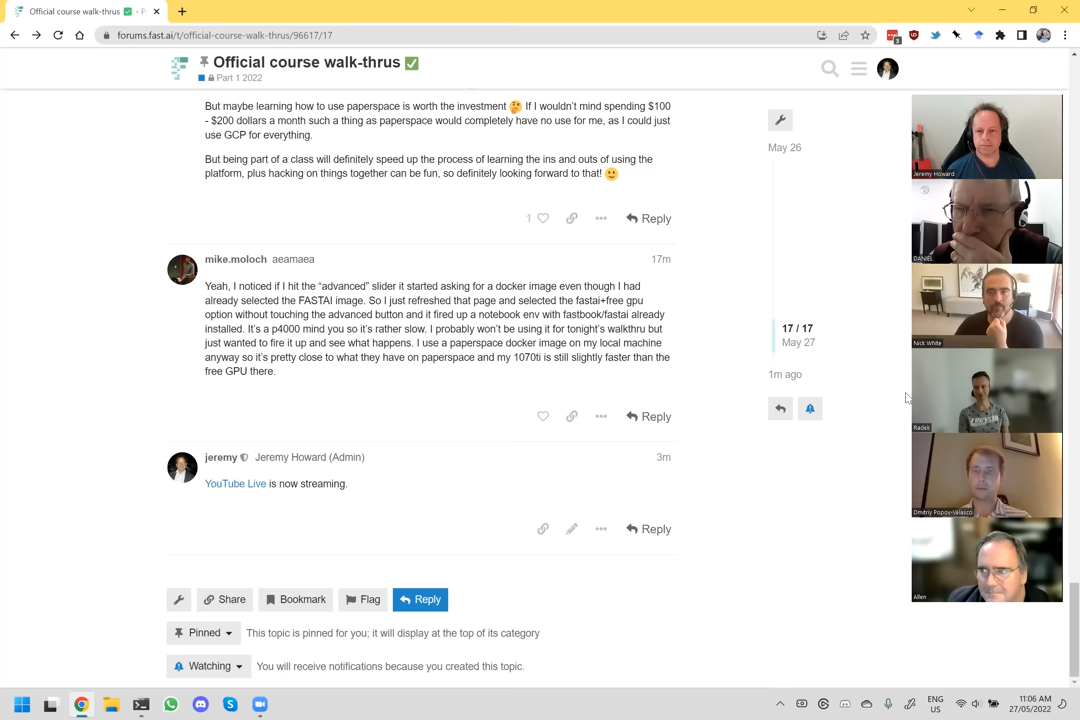 Official course walk-thrus ✅ - P
forums.fast.ai/t/official-course-walk-thrus/96617/17
3
Official course walk-thrus ✅
Part 1 2022
But maybe learning how to use paperspace is worth the investment 🤔 If I wouldn't mind spending $100
- $200 dollars a month such a thing as paperspace would completely have no use for me, as I could just
use GCP for everything.
But being part of a class will definitely speed up the process of learning the ins and outs of using the
platform, plus hacking on things together can be fun, so definitely looking forward to that! 🙂
1
Reply
mike.moloch aeamaea
17m
Yeah, I noticed if I hit the “advanced” slider it started asking for a docker image even though I had
already selected the FASTAI image. So I just refreshed that page and selected the fastai+free gpu
option without touching the advanced button and it fired up a notebook env with fastbook/fastai already
installed. It's a p4000 mind you so it's rather slow. I probably won't be using it for tonight's walkthru but
just wanted to fire it up and see what happens. I use a paperspace docker image on my local machine
anyway so it's pretty close to what they have on paperspace and my 1070ti is still slightly faster than the
free GPU there.
Reply
jeremy Jeremy Howard (Admin)
3m
YouTube Live is now streaming.
Reply
Share
Bookmark
Flag
Reply
Pinned
This topic is pinned for you; it will display at the top of its category
Watching
You will receive notifications because you created this topic.
May 26
17 / 17
May 27
1m ago
Jeremy Howard
DANIEL
Nick White
Radek
Dmitriy Popov-Velasco
Allen
ENG
US
11:06 AM
27/05/2022